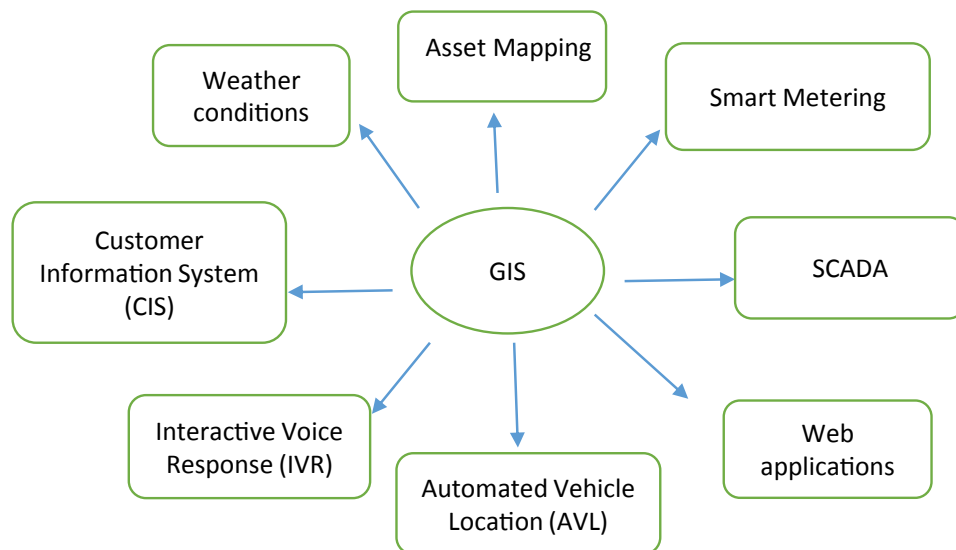 Asset Mapping
Weather
conditions
Smart Metering
Customer
Information System
(CIS)
GIS
SCADA
Interactive Voice
Response (IVR)
Automated Vehicle
Location (AVL)
Web
applications